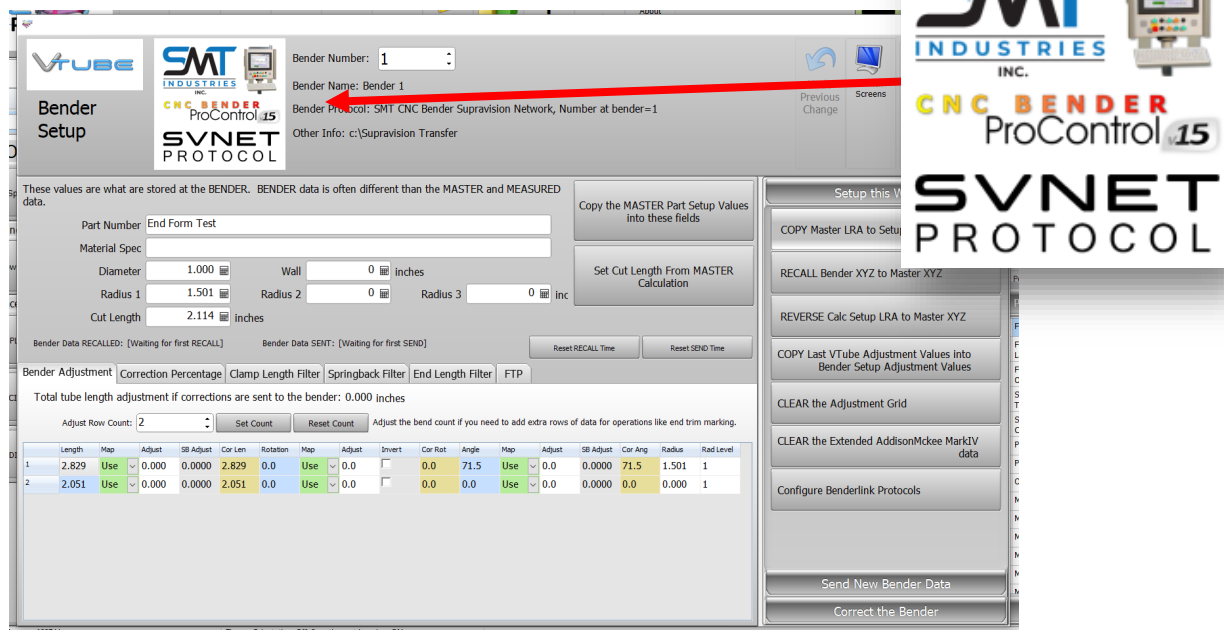 About
VTUBE
Bender Setup
SMT
INDUSTRIES
INC.
CNC BENDER
ProControl v15
SVNET
PROTOCOL
Bender Number: 1
Bender Name: Bender 1
Bender Protocol: SMT CNC Bender Supravision Network, Number at bender=1
Other Info: c:\Supravision Transfer
Previous
Change
Screens
INDUSTRIES
INC.
CNC BENDER
ProControl v15
SVNET
PROTOCOL
These values are what are stored at the BENDER. BENDER data is often different than the MASTER and MEASURED
data.
Part Number End Form Test
Material Spec
Diameter 1.000 Wall 0 inches
Radius 1 1.501 Radius 2 0 Radius 3 0 inc
Cut Length 2.114 inches
Copy the MASTER Part Setup Values
into these fields
Set Cut Length From MASTER
Calculation
Bender Data RECALLED: [Waiting for first RECALL] Bender Data SENT: [Waiting for first SEND] Reset RECALL Time Reset SEND Time
Bender Adjustment Correction Percentage Clamp Length Filter Springback Filter End Length Filter FTP
Total tube length adjustment if corrections are sent to the bender: 0.000 inches
Adjust Row Count: 2 Set Count Reset Count Adjust the bend count if you need to add extra rows of data for operations like end trim marking.
Length Map Adjust SB Adjust Cor Len Rotation Map Adjust Invert Cor Rot Angle Map Adjust SB Adjust Cor Ang Radius Rad Level
1 2.829 Use 0.000 0.0000 2.829 0.0 Use 0.0 0.0 71.5 Use 0.0 0.0000 71.5 1.501 1
2 2.051 Use 0.000 0.0000 2.051 0.0 Use 0.0 0.0 0.0 Use 0.0 0.0000 0.0 0.000 1
Setup this W
COPY Master LRA to Setu
RECALL Bender XYZ to Master XYZ
REVERSE Calc Setup LRA to Master XYZ
COPY Last VTube Adjustment Values into
Bender Setup Adjustment Values
CLEAR the Adjustment Grid
CLEAR the Extended AddisonMckee MarkIV
data
Configure Benderlink Protocols
Send New Bender Data
Correct the Bender